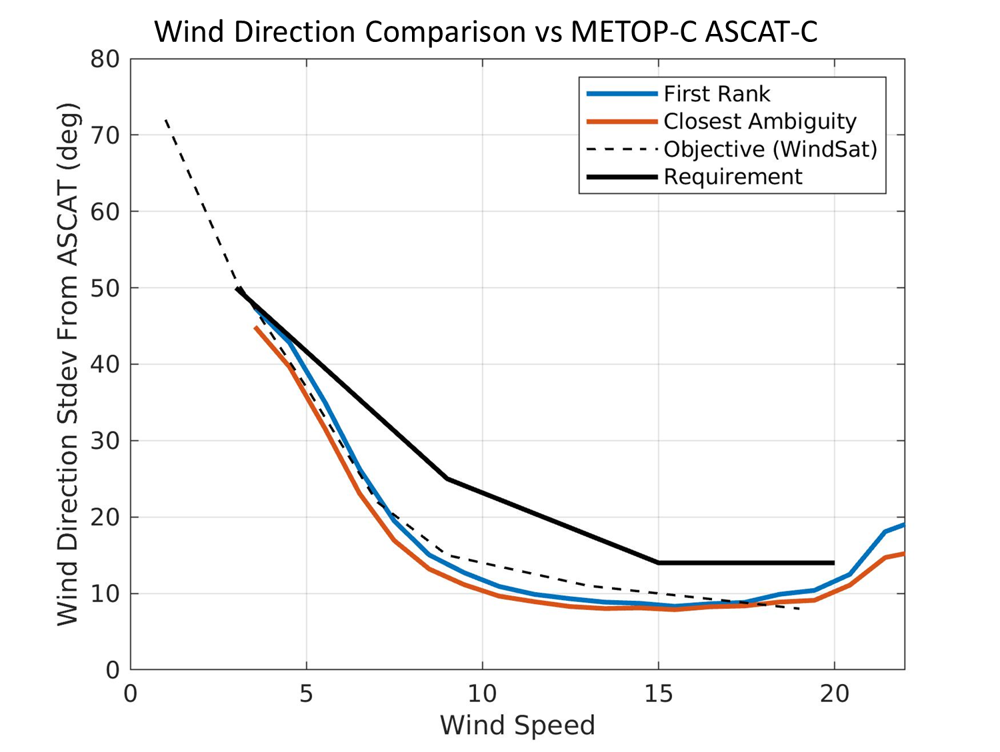 Wind Direction Comparison vs METOP-C ASCAT-C
80
70
60
50
40
30
20
10
0
Wind Direction Stdev From ASCAT (deg)
First Rank
Closest Ambiguity
Objective (WindSat)
Requirement
0 5 10 15 20
Wind Speed